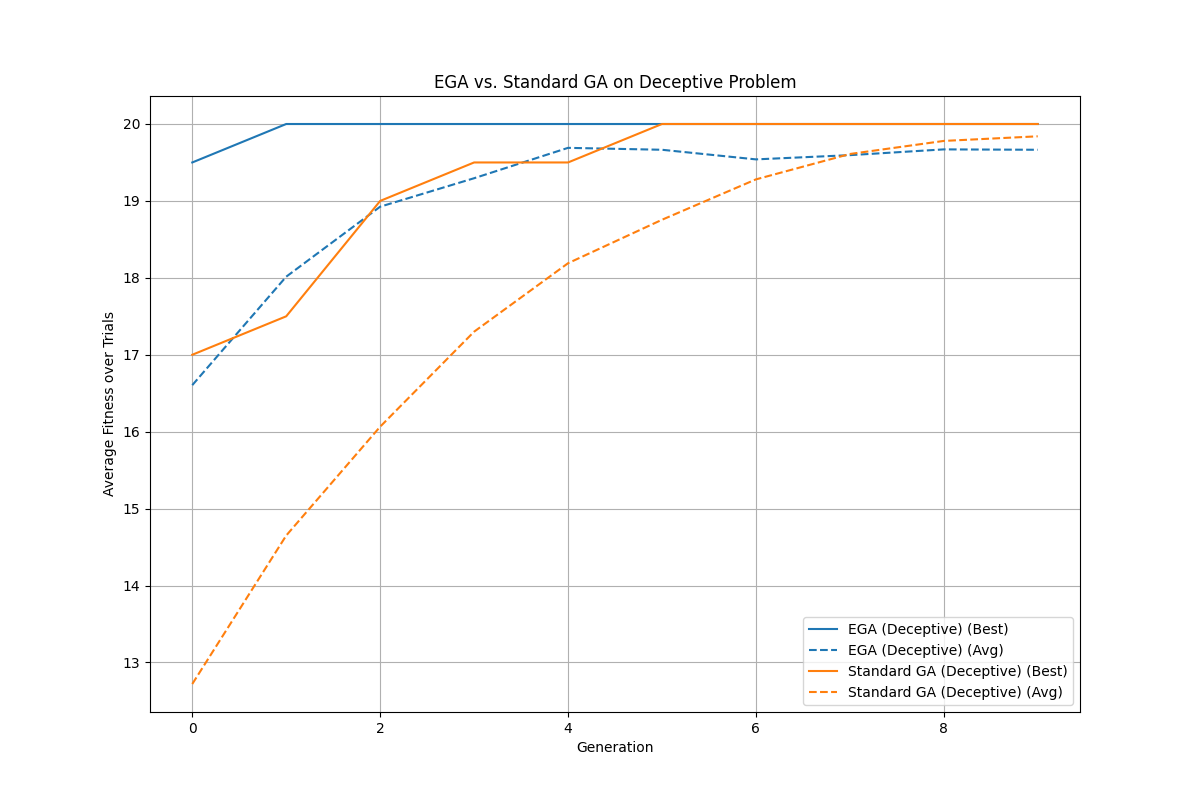 EGA vs. Standard GA on Deceptive Problem
Average Fitness over Trials
20
19
18
17
16
15
14
13
0 2 4 6 8
Generation
EGA (Deceptive) (Best)
EGA (Deceptive) (Avg)
Standard GA (Deceptive) (Best)
Standard GA (Deceptive) (Avg)